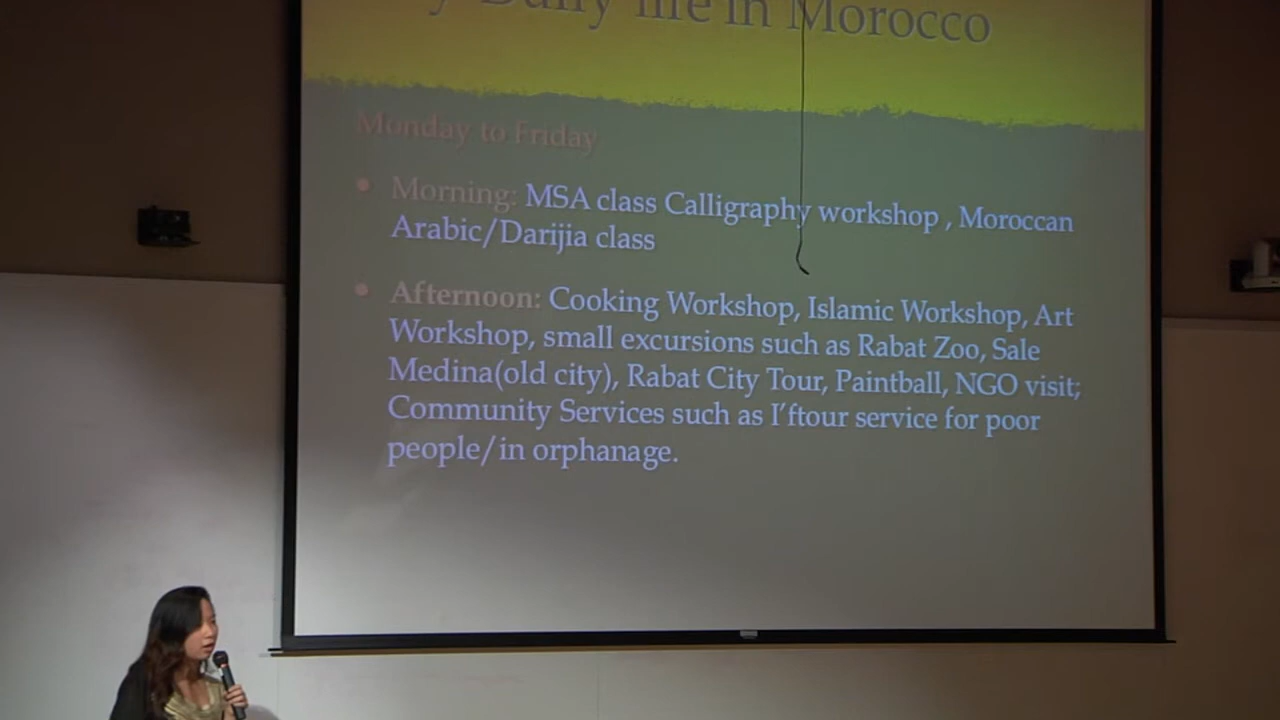 Daily life in Morocco
Monday to Friday
Morning: MSA class Calligraphy workshop , Moroccan
Arabic/Darijia class
Afternoon: Cooking Workshop, Islamic Workshop, Art
Workshop, small excursions such as Rabat Zoo, Sale
Medina(old city), Rabat City Tour, Paintball, NGO visit;
Community Services such as I'ftour service for poor
people/in orphanage.